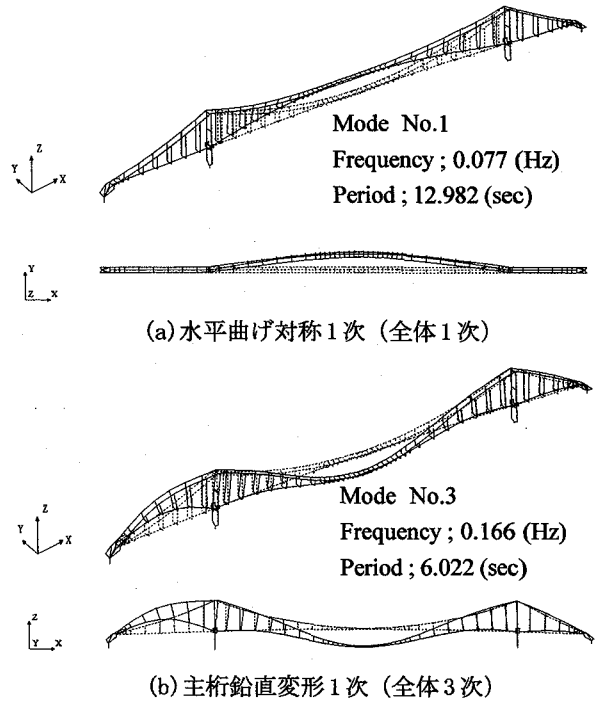 Z
Y
X
Mode No.1
Frequency ; 0.077 (Hz)
Period ; 12.982 (sec)
Y
Z X
(a)水平曲げ対称1次（全体1次）
Z
Y
X
Mode No.3
Frequency ; 0.166 (Hz)
Period ; 6.022 (sec)
Z
Y X
(b) 主桁鉛直変形1次（全体3次）